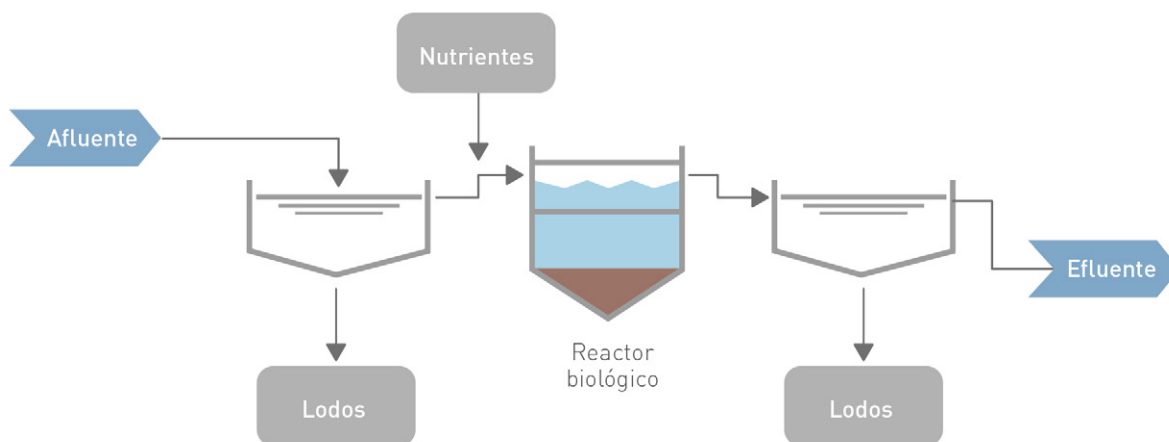 Nutrientes
Afluente
Efluente
Reactor
biológico
Lodos
Lodos